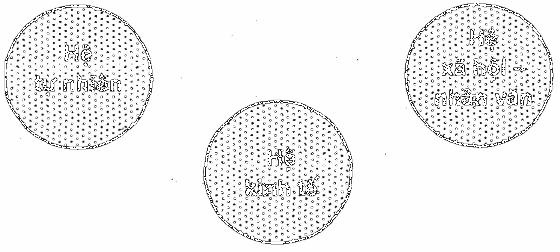 Hệ
tự nhiên
Hệ
xã hội -
nhân văn
Hệ
kinh tế